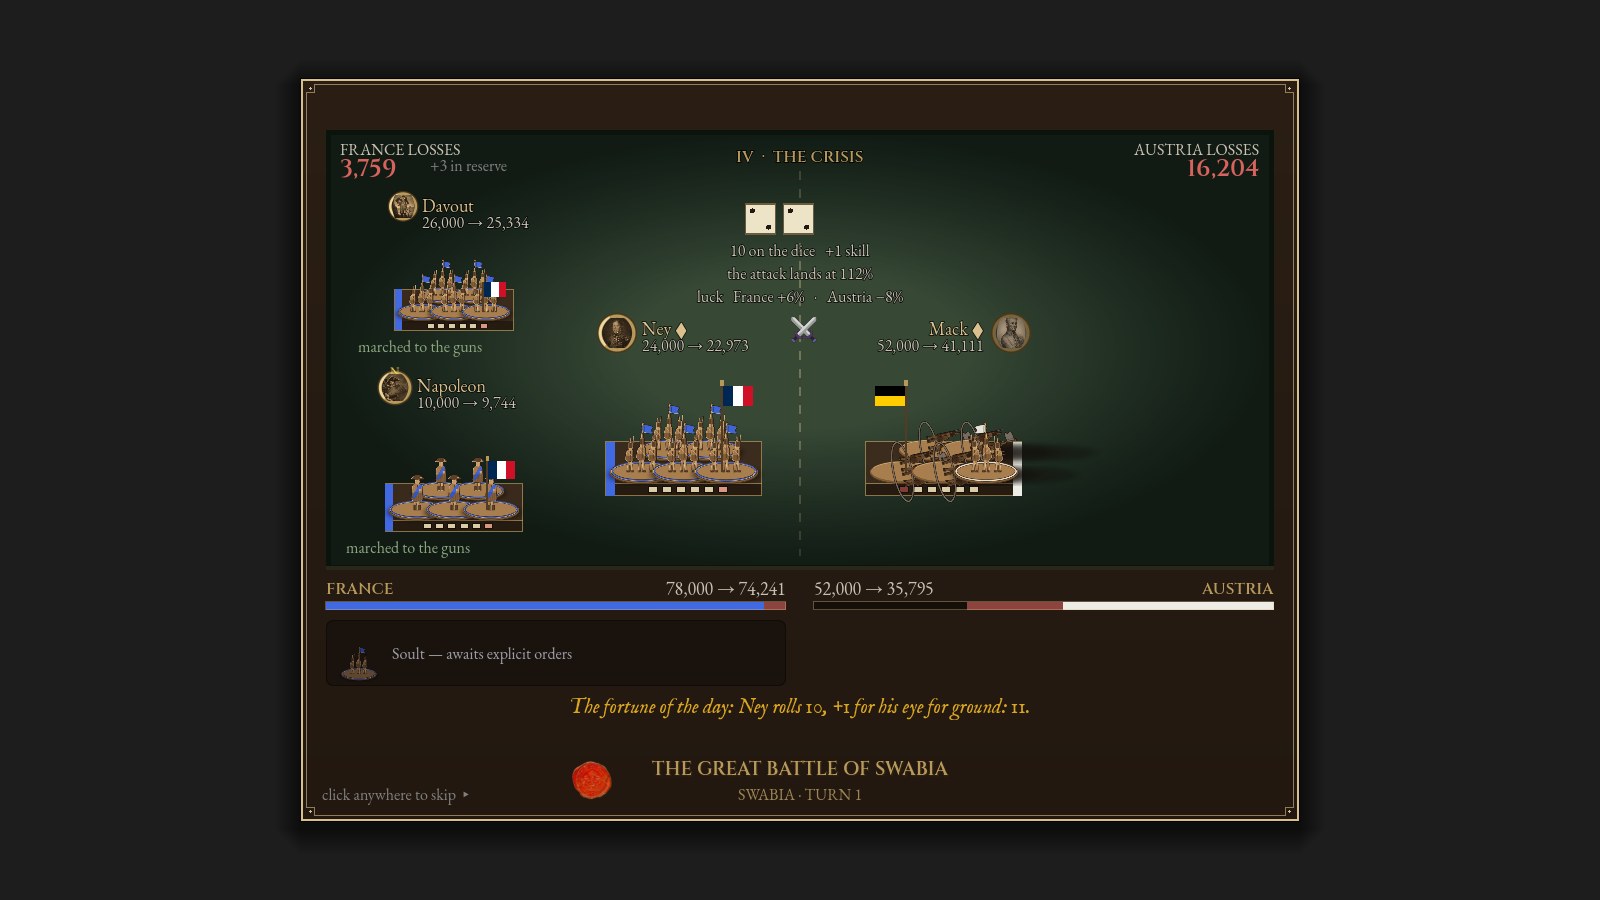 FRANCE LOSSES
3,759 +3 in reserve
IV · THE CRISIS
AUSTRIA LOSSES
16,204
Davout
26,000 → 25,334
marched to the guns
Napoleon
10,000 → 9,744
marched to the guns
10 on the dice +1 skill
the attack lands at 112%
luck France +6% · Austria −8%
Ney
24,000 → 22,973
Mack
52,000 → 41,111
FRANCE 78,000 → 74,241
52,000 → 35,795 AUSTRIA
Soult — awaits explicit orders
The fortune of the day: Ney rolls 10, +1 for his eye for ground: 11.
THE GREAT BATTLE OF SWABIA
SWABIA · TURN 1
click anywhere to skip ▸